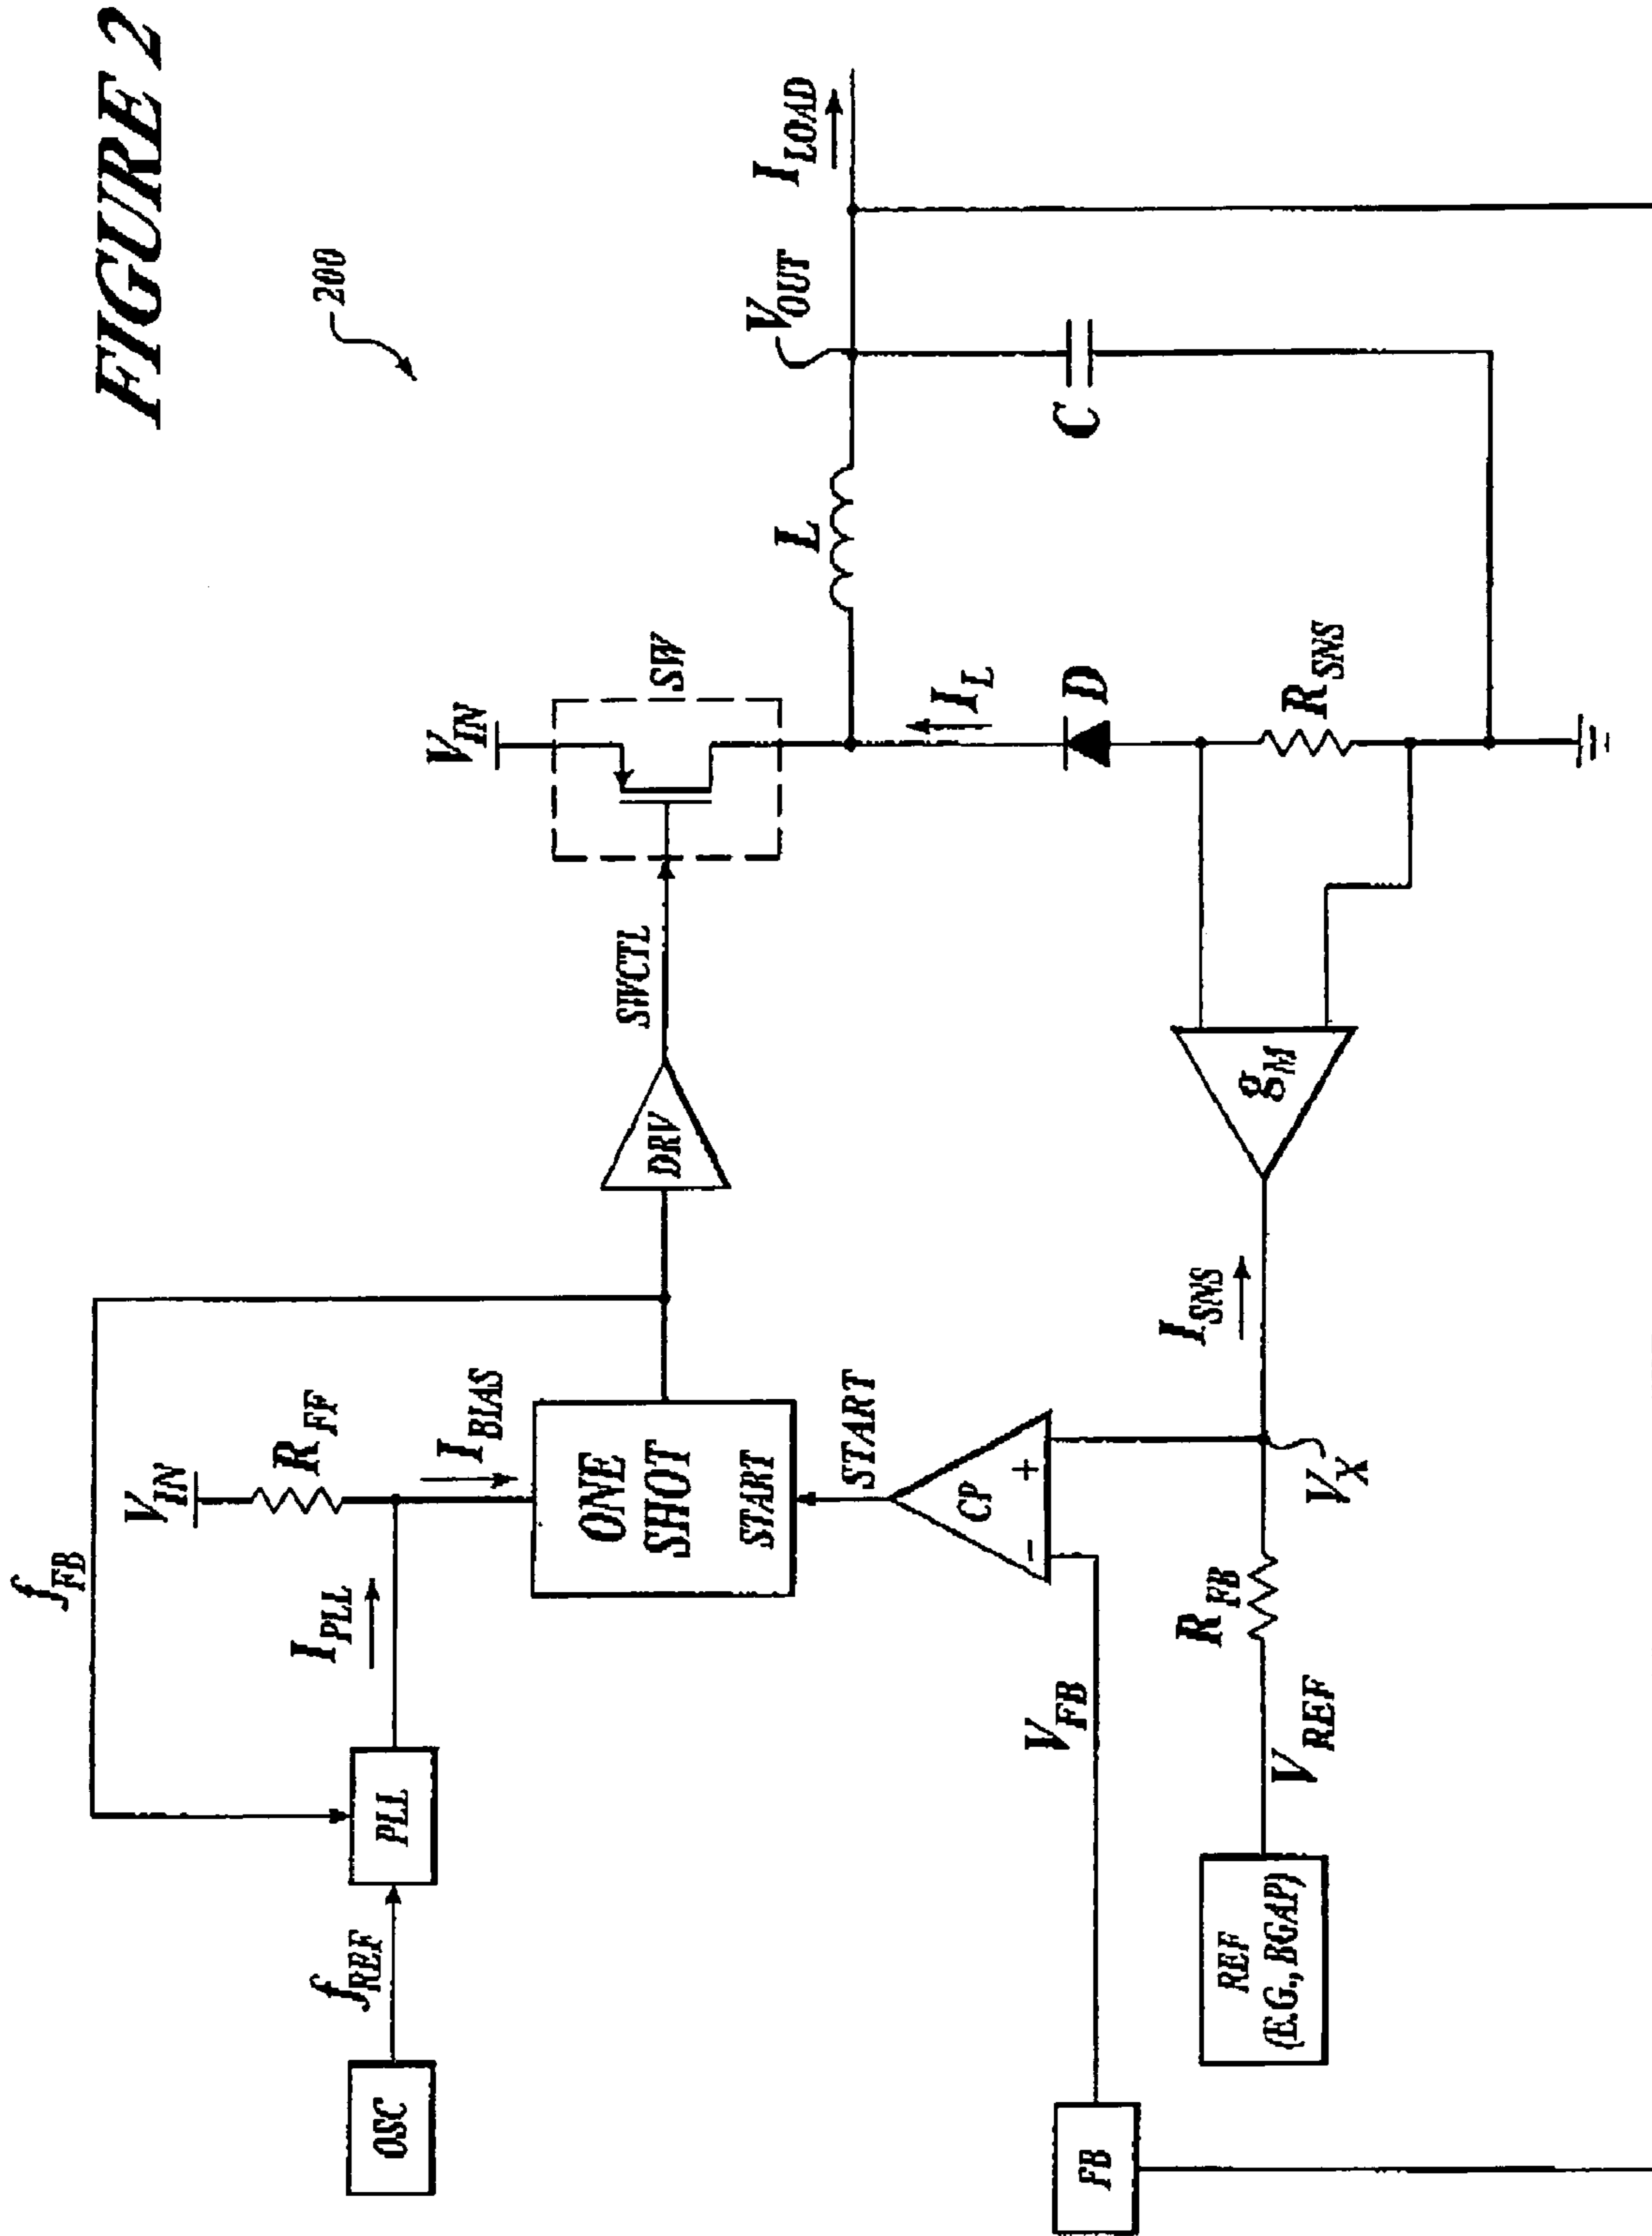 FIGURE 2
200
f_FB
V_IN
R_FF
I_PLL
I_BIAS
OSC
f_REF
PLL
ONE
SHOT
START
DRV
SWCTL
V_IN
SW
START
CP
+
−
L
V_OUT
I_LOAD
I_L
D
C
R_SNS
g_M
I_SNS
V_X
V_FB
R_FB
V_REF
REF
(E.G., BGAP)
FB